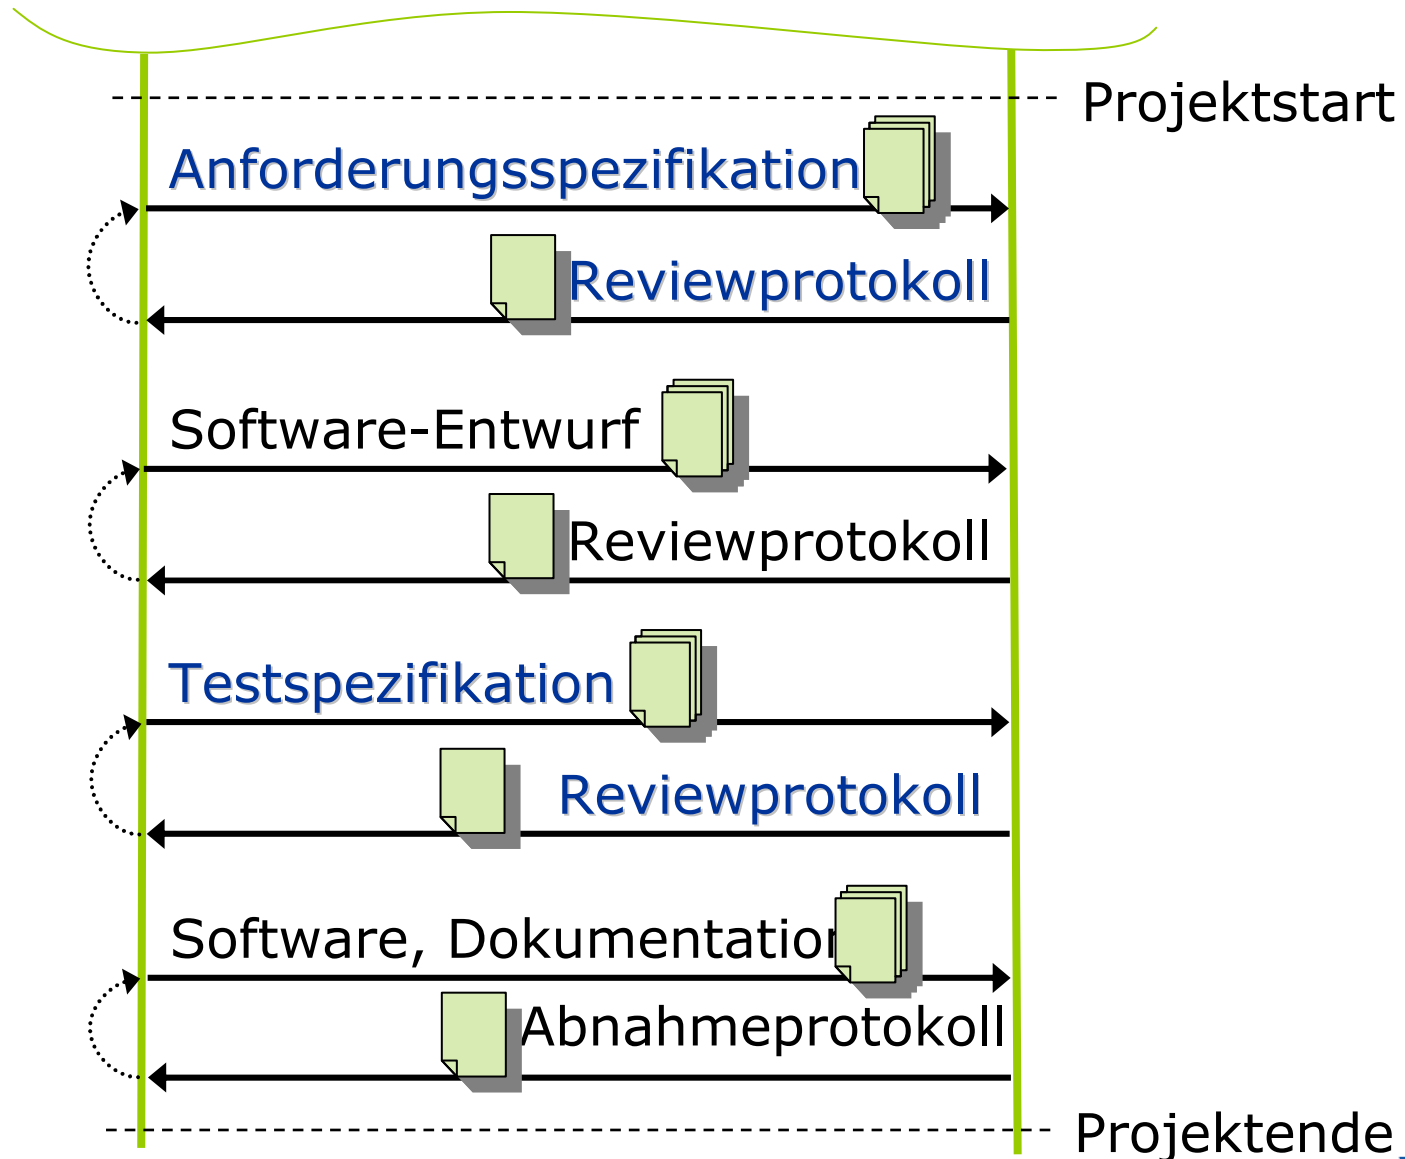 Projektstart
Anforderungsspezifikation
Reviewprotokoll
Software-Entwurf
Reviewprotokoll
Testspezifikation
Reviewprotokoll
Software, Dokumentation
Abnahmeprotokoll
Projektende